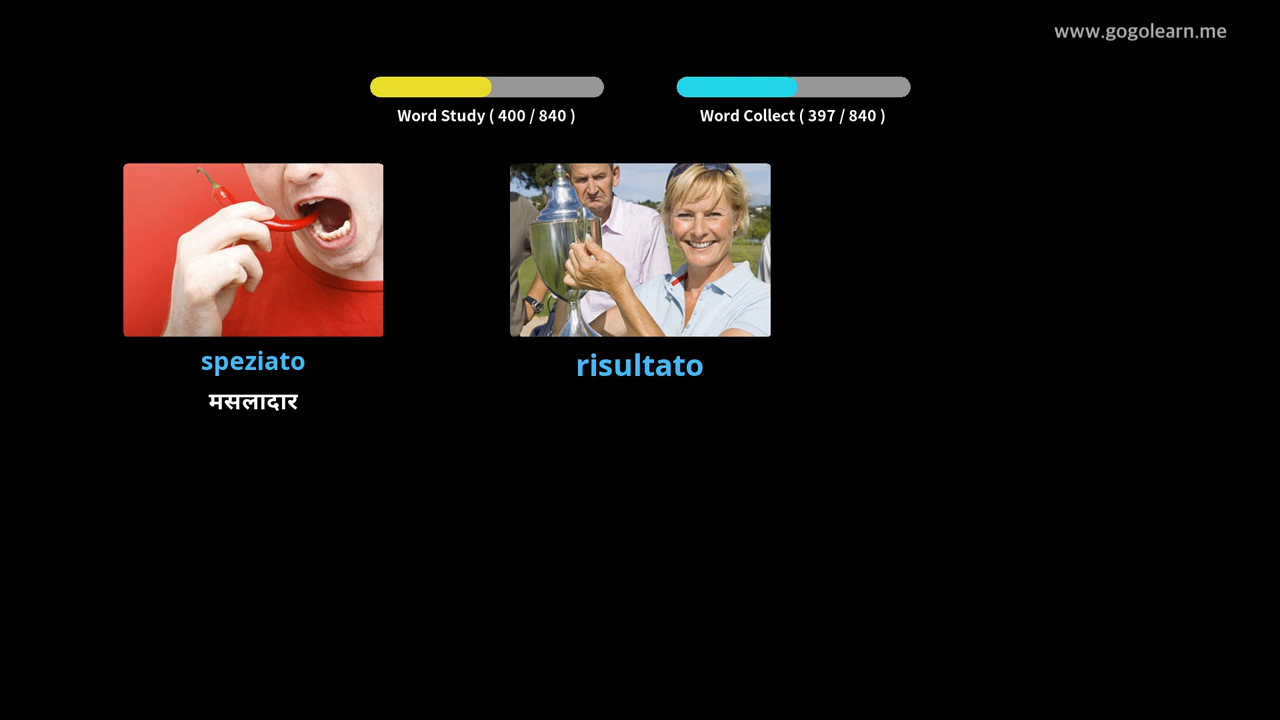 www.gogolearn.me
Word Study ( 400 / 840 )
Word Collect ( 397 / 840 )
speziato
मसलादार
risultato